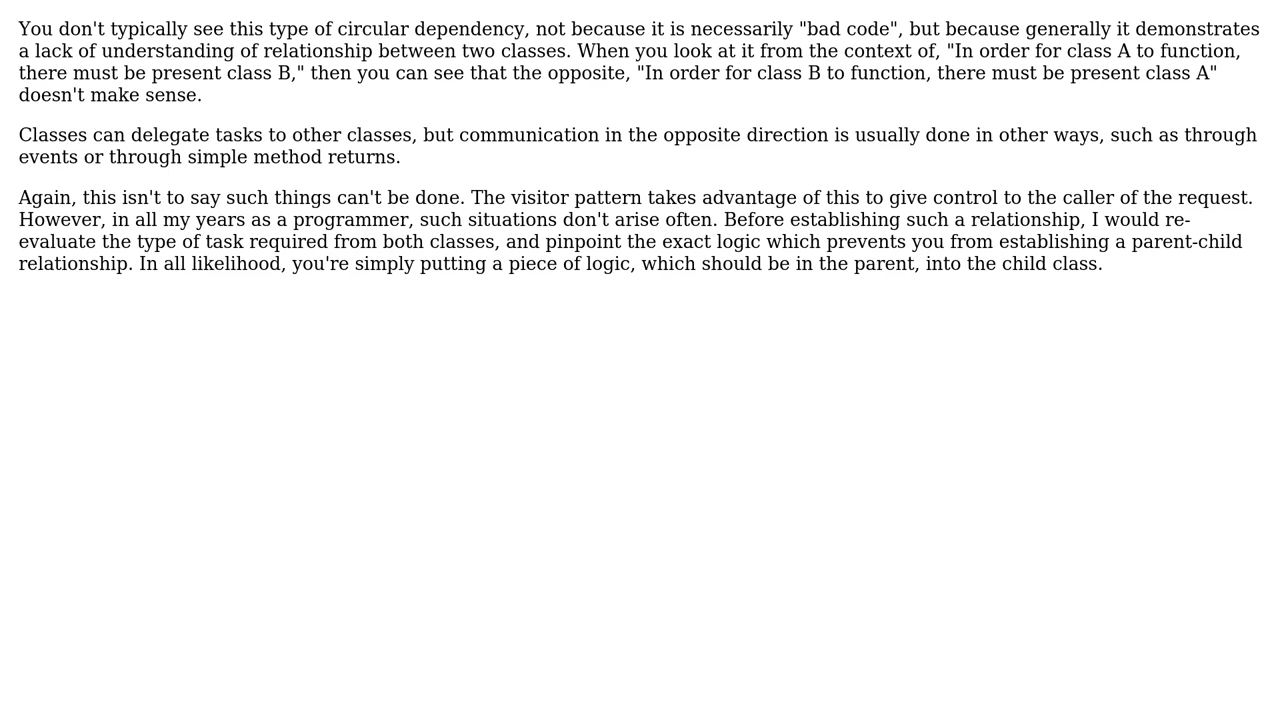 You don't typically see this type of circular dependency, not because it is necessarily "bad code", but because generally it demonstrates
a lack of understanding of relationship between two classes. When you look at it from the context of, "In order for class A to function,
there must be present class B," then you can see that the opposite, "In order for class B to function, there must be present class A"
doesn't make sense.
Classes can delegate tasks to other classes, but communication in the opposite direction is usually done in other ways, such as through
events or through simple method returns.
Again, this isn't to say such things can't be done. The visitor pattern takes advantage of this to give control to the caller of the request.
However, in all my years as a programmer, such situations don't arise often. Before establishing such a relationship, I would re-
evaluate the type of task required from both classes, and pinpoint the exact logic which prevents you from establishing a parent-child
relationship. In all likelihood, you're simply putting a piece of logic, which should be in the parent, into the child class.